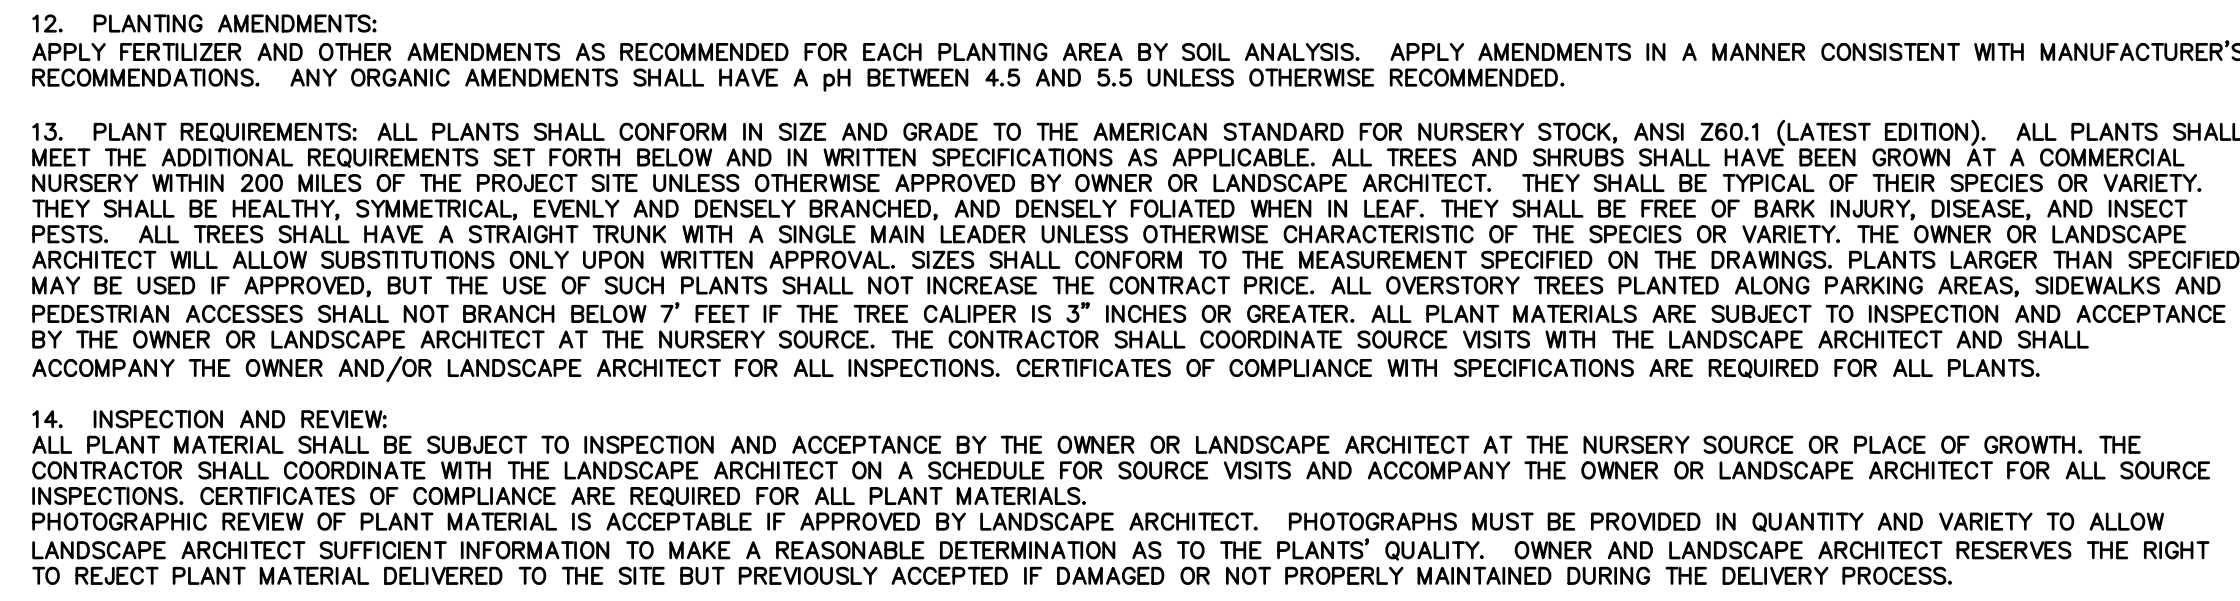 12. PLANTING AMENDMENTS:
APPLY FERTILIZER AND OTHER AMENDMENTS AS RECOMMENDED FOR EACH PLANTING AREA BY SOIL ANALYSIS. APPLY AMENDMENTS IN A MANNER CONSISTENT WITH MANUFACTURER'S
RECOMMENDATIONS. ANY ORGANIC AMENDMENTS SHALL HAVE A pH BETWEEN 4.5 AND 5.5 UNLESS OTHERWISE RECOMMENDED.
13. PLANT REQUIREMENTS: ALL PLANTS SHALL CONFORM IN SIZE AND GRADE TO THE AMERICAN STANDARD FOR NURSERY STOCK, ANSI Z60.1 (LATEST EDITION). ALL PLANTS SHALL
MEET THE ADDITIONAL REQUIREMENTS SET FORTH BELOW AND IN WRITTEN SPECIFICATIONS AS APPLICABLE. ALL TREES AND SHRUBS SHALL HAVE BEEN GROWN AT A COMMERCIAL
NURSERY WITHIN 200 MILES OF THE PROJECT SITE UNLESS OTHERWISE APPROVED BY OWNER OR LANDSCAPE ARCHITECT. THEY SHALL BE TYPICAL OF THEIR SPECIES OR VARIETY.
THEY SHALL BE HEALTHY, SYMMETRICAL, EVENLY AND DENSELY BRANCHED, AND DENSELY FOLIATED WHEN IN LEAF. THEY SHALL BE FREE OF BARK INJURY, DISEASE, AND INSECT
PESTS. ALL TREES SHALL HAVE A STRAIGHT TRUNK WITH A SINGLE MAIN LEADER UNLESS OTHERWISE CHARACTERISTIC OF THE SPECIES OR VARIETY. THE OWNER OR LANDSCAPE
ARCHITECT WILL ALLOW SUBSTITUTIONS ONLY UPON WRITTEN APPROVAL. SIZES SHALL CONFORM TO THE MEASUREMENT SPECIFIED ON THE DRAWINGS. PLANTS LARGER THAN SPECIFIED
MAY BE USED IF APPROVED, BUT THE USE OF SUCH PLANTS SHALL NOT INCREASE THE CONTRACT PRICE. ALL OVERSTORY TREES PLANTED ALONG PARKING AREAS, SIDEWALKS AND
PEDESTRIAN ACCESSES SHALL NOT BRANCH BELOW 7' FEET IF THE TREE CALIPER IS 3" INCHES OR GREATER. ALL PLANT MATERIALS ARE SUBJECT TO INSPECTION AND ACCEPTANCE
BY THE OWNER OR LANDSCAPE ARCHITECT AT THE NURSERY SOURCE. THE CONTRACTOR SHALL COORDINATE SOURCE VISITS WITH THE LANDSCAPE ARCHITECT AND SHALL
ACCOMPANY THE OWNER AND/OR LANDSCAPE ARCHITECT FOR ALL INSPECTIONS. CERTIFICATES OF COMPLIANCE WITH SPECIFICATIONS ARE REQUIRED FOR ALL PLANTS.
14. INSPECTION AND REVIEW:
ALL PLANT MATERIAL SHALL BE SUBJECT TO INSPECTION AND ACCEPTANCE BY THE OWNER OR LANDSCAPE ARCHITECT AT THE NURSERY SOURCE OR PLACE OF GROWTH. THE
CONTRACTOR SHALL COORDINATE WITH THE LANDSCAPE ARCHITECT ON A SCHEDULE FOR SOURCE VISITS AND ACCOMPANY THE OWNER OR LANDSCAPE ARCHITECT FOR ALL SOURCE
INSPECTIONS. CERTIFICATES OF COMPLIANCE ARE REQUIRED FOR ALL PLANT MATERIALS.
PHOTOGRAPHIC REVIEW OF PLANT MATERIAL IS ACCEPTABLE IF APPROVED BY LANDSCAPE ARCHITECT. PHOTOGRAPHS MUST BE PROVIDED IN QUANTITY AND VARIETY TO ALLOW
LANDSCAPE ARCHITECT SUFFICIENT INFORMATION TO MAKE A REASONABLE DETERMINATION AS TO THE PLANTS' QUALITY. OWNER AND LANDSCAPE ARCHITECT RESERVES THE RIGHT
TO REJECT PLANT MATERIAL DELIVERED TO THE SITE BUT PREVIOUSLY ACCEPTED IF DAMAGED OR NOT PROPERLY MAINTAINED DURING THE DELIVERY PROCESS.